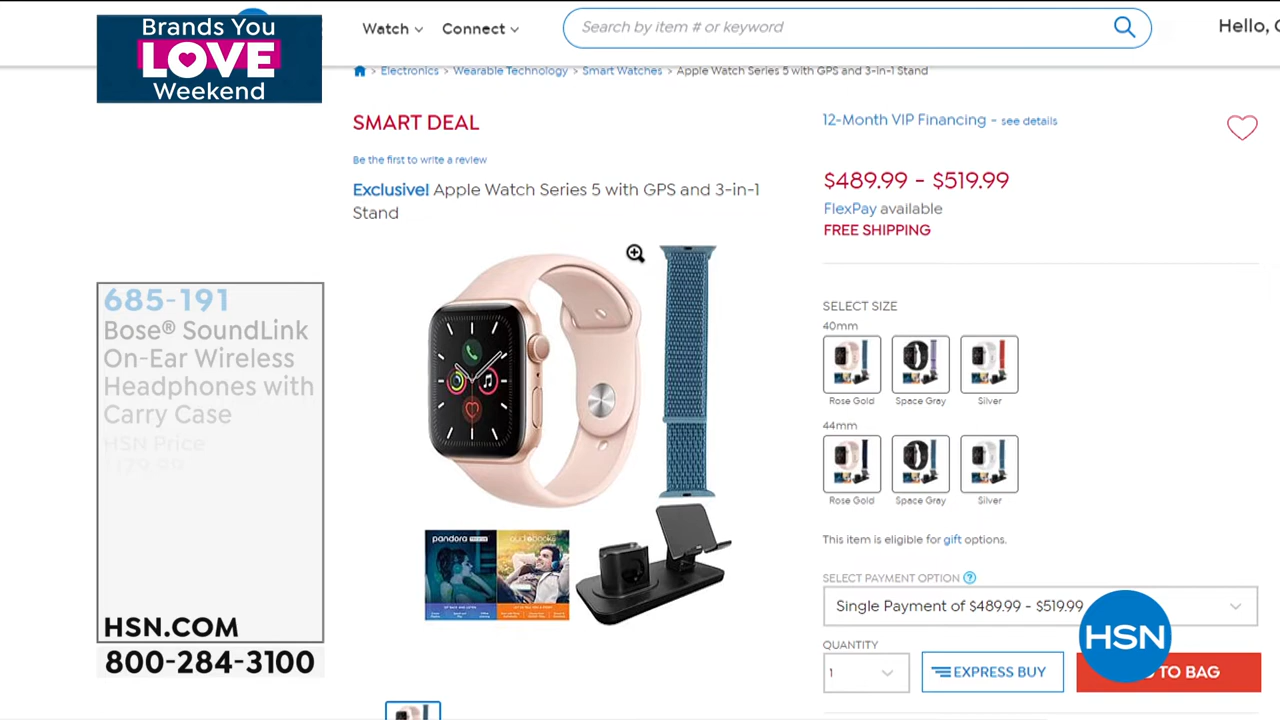 Brands You
LOVE
Weekend
Watch
Connect
Search by item # or keyword
Hello,
> Electronics > Wearable Technology > Smart Watches > Apple Watch Series 5 with GPS and 3-in-1 Stand
SMART DEAL
Be the first to write a review
Exclusive! Apple Watch Series 5 with GPS and 3-in-1
Stand
pandora
audiobooks
12-Month VIP Financing - see details
$489.99 - $519.99
FlexPay available
FREE SHIPPING
SELECT SIZE
40mm
Rose Gold
Space Gray
Silver
44mm
Rose Gold
Space Gray
Silver
This item is eligible for gift options.
SELECT PAYMENT OPTION ?
Single Payment of $489.99 - $519.99
QUANTITY
1
EXPRESS BUY
TO BAG
HSN
685-191
Bose® SoundLink
On-Ear Wireless
Headphones with
Carry Case
HSN Price
HSN.COM
800-284-3100